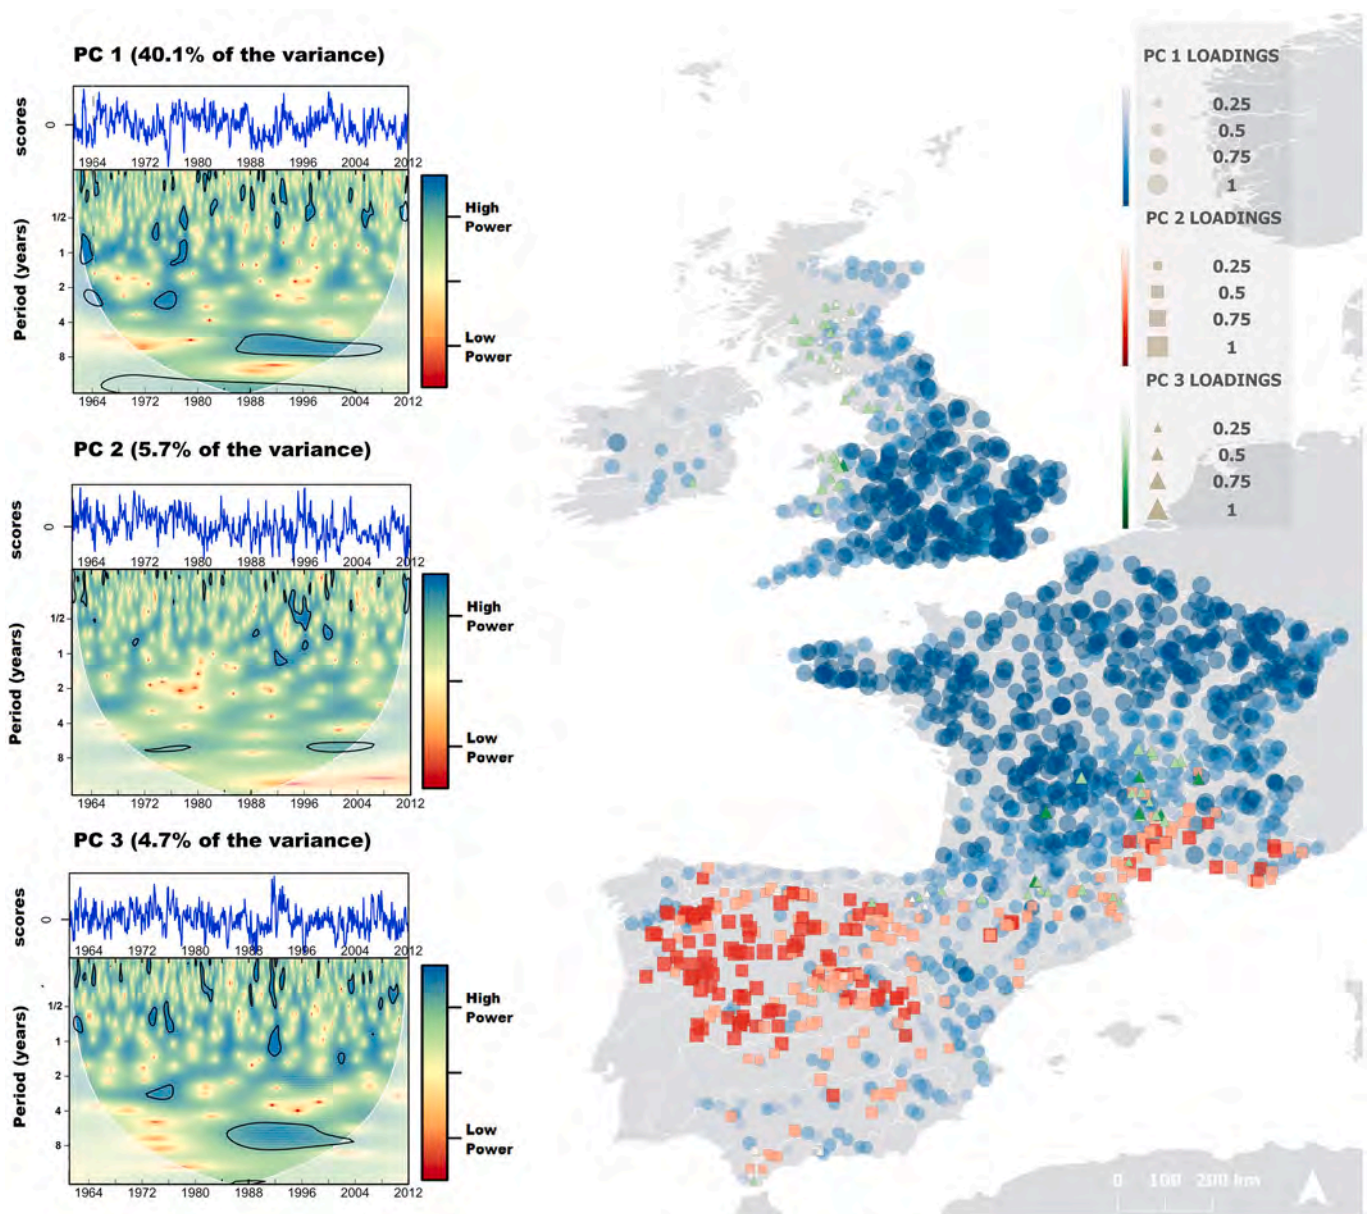 PC 1 (40.1% of the variance)
scores
0
1964 1972 1980 1988 1996 2004 2012
Period (years)
1/2
1
2
4
8
1964 1972 1980 1988 1996 2004 2012
High
Power
Low
Power
PC 2 (5.7% of the variance)
scores
0
1964 1972 1980 1988 1996 2004 2012
Period (years)
1/2
1
2
4
8
1964 1972 1980 1988 1996 2004 2012
High
Power
Low
Power
PC 3 (4.7% of the variance)
scores
0
1964 1972 1980 1988 1996 2004 2012
Period (years)
1/2
1
2
4
8
1964 1972 1980 1988 1996 2004 2012
High
Power
Low
Power
PC 1 LOADINGS
0.25
0.5
0.75
1
PC 2 LOADINGS
0.25
0.5
0.75
1
PC 3 LOADINGS
0.25
0.5
0.75
1
0 100 200 km